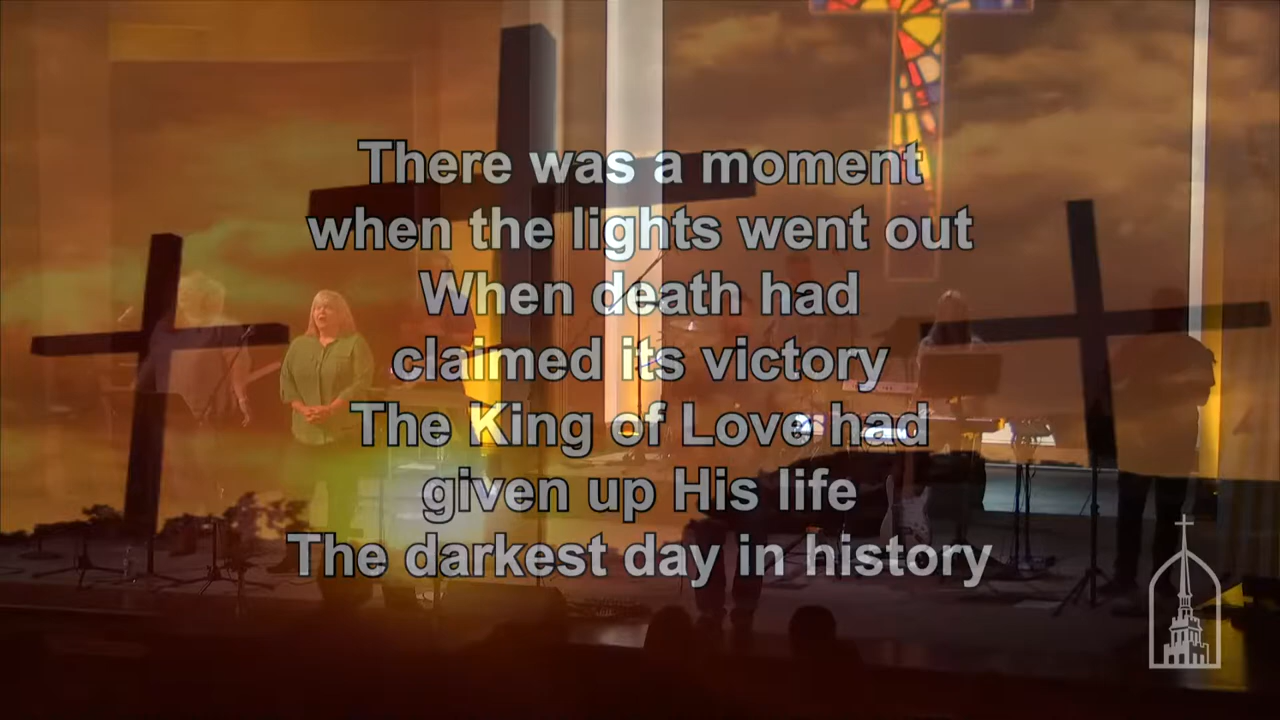 There was a moment
when the lights went out
When death had
claimed its victory
The King of Love had
given up His life
The darkest day in history